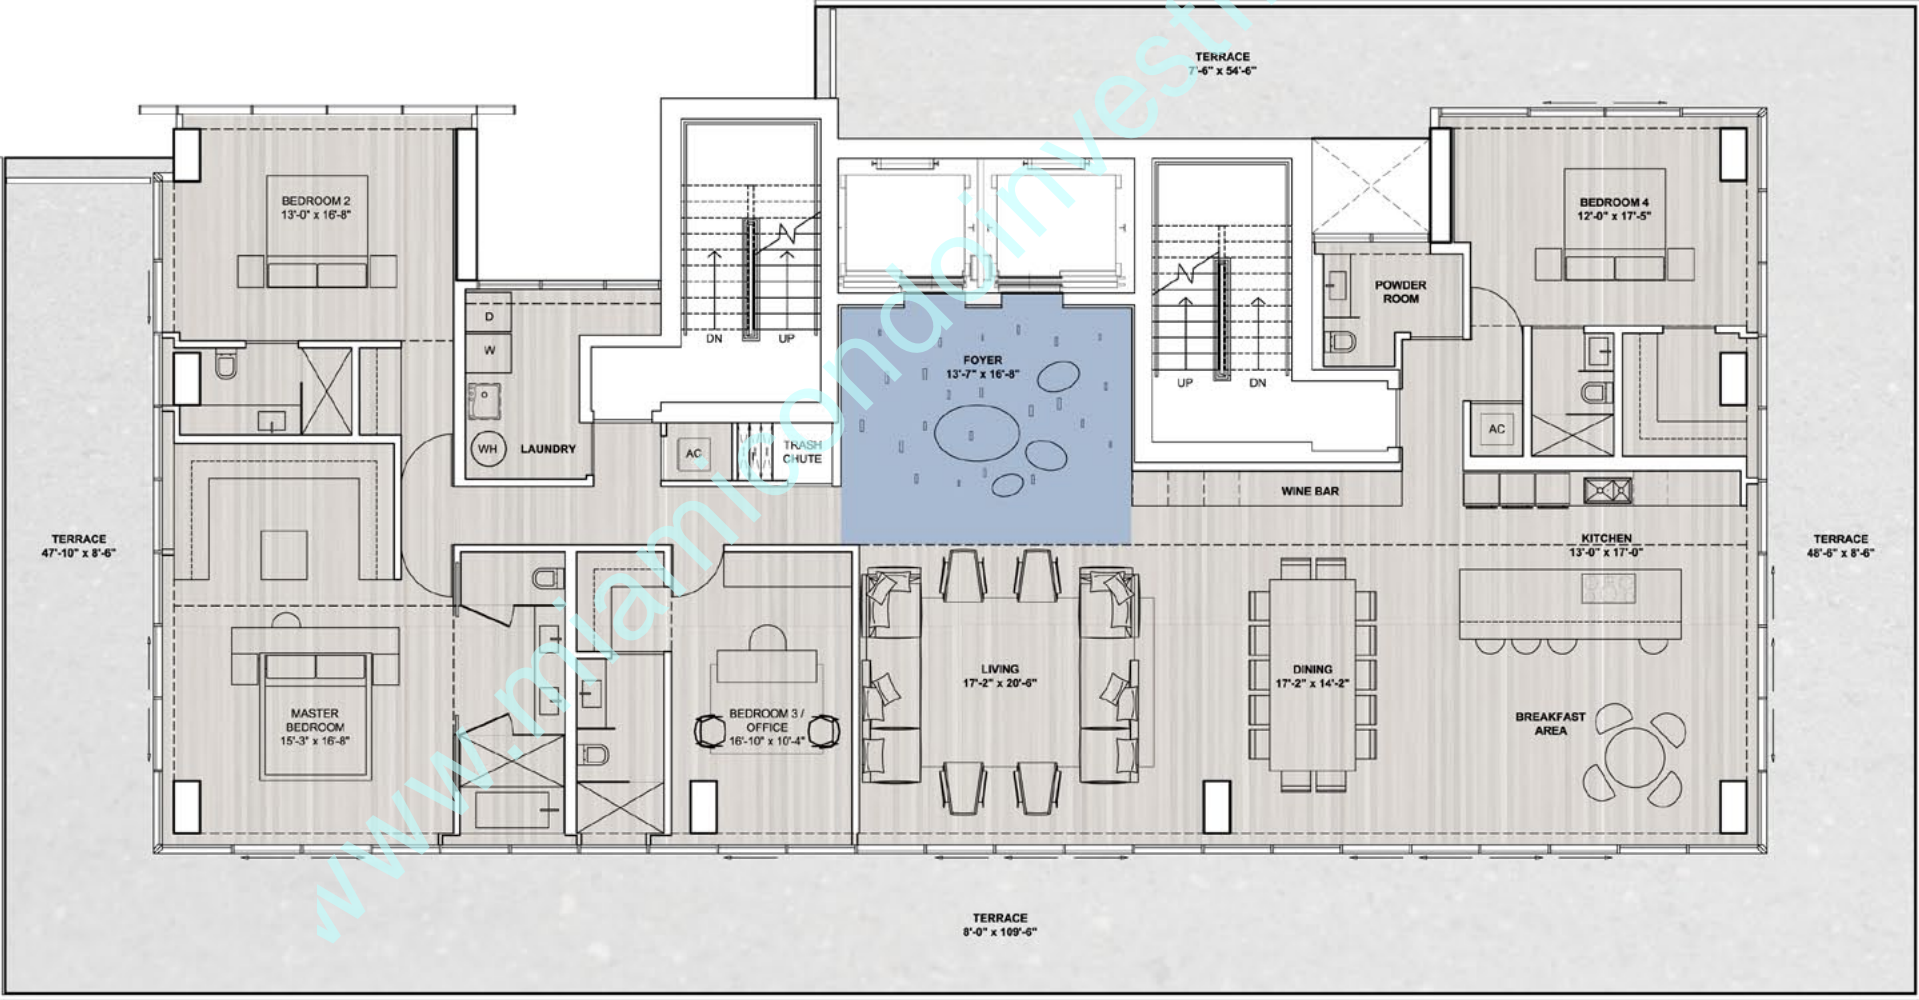 TERRACE
7'-6" x 54'-6"
BEDROOM 2
13'-0" x 16'-8"
BEDROOM 4
12'-0" x 17'-5"
POWDER
ROOM
D
W
DN
UP
FOYER
13'-7" x 16'-8"
UP
DN
WH
LAUNDRY
AC
TRASH
CHUTE
AC
WINE BAR
TERRACE
47'-10" x 8'-6"
KITCHEN
13'-0" x 17'-0"
TERRACE
48'-6" x 8'-6"
MASTER
BEDROOM
15'-3" x 16'-8"
BEDROOM 3 /
OFFICE
16'-10" x 10'-4"
LIVING
17'-2" x 20'-6"
DINING
17'-2" x 14'-2"
BREAKFAST
AREA
TERRACE
8'-0" x 109'-6"